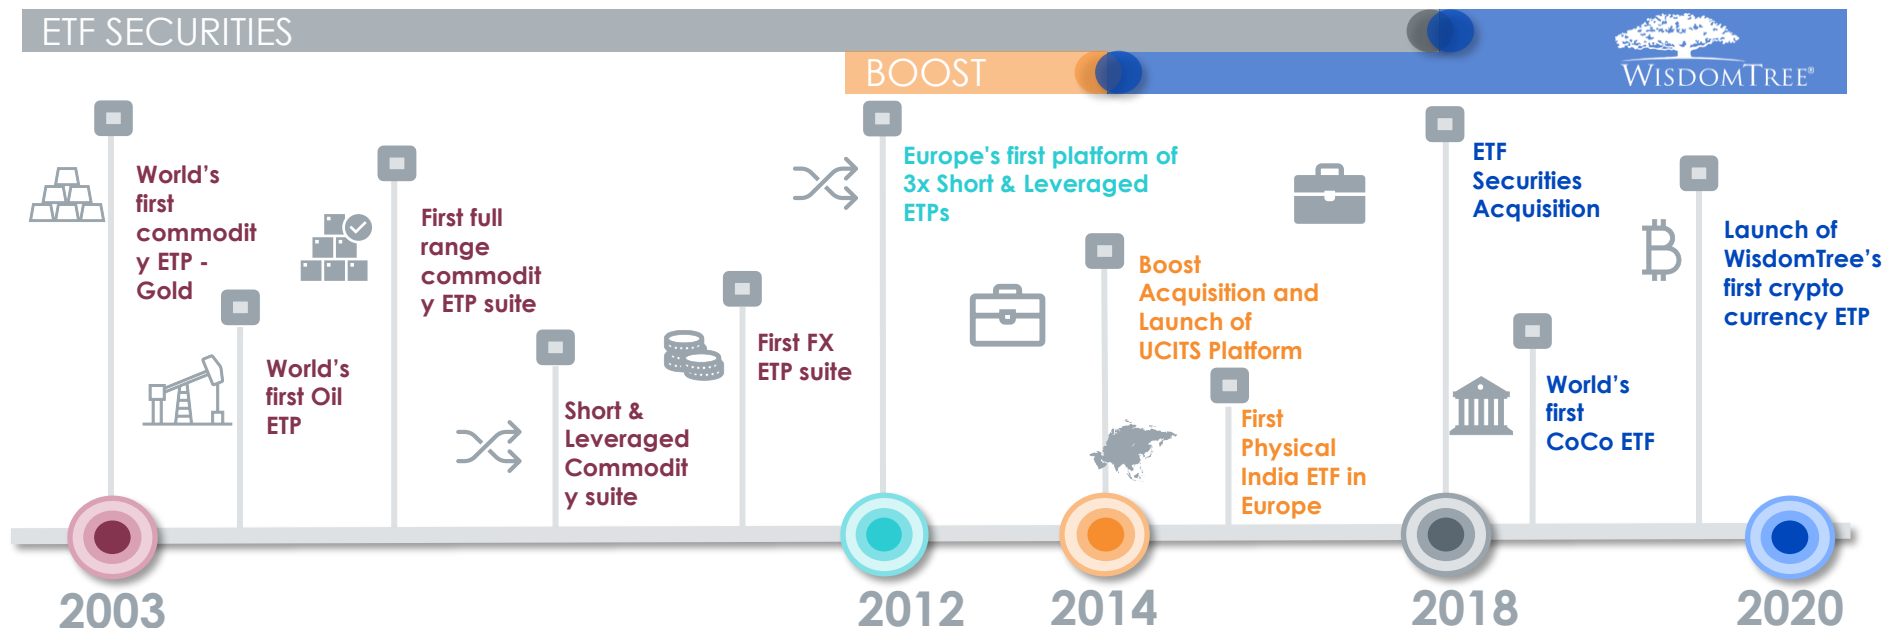 ETF SECURITIES
BOOST
WISDOMTREE®
World's
first
commodit
y ETP -
Gold
World's
first Oil
ETP
First full
range
commodit
y ETP suite
Short &
Leveraged
Commodit
y suite
First FX
ETP suite
Europe's first platform of
3x Short & Leveraged
ETPs
Boost
Acquisition and
Launch of
UCITS Platform
First
Physical
India ETF in
Europe
ETF
Securities
Acquisition
World's
first
CoCo ETF
Launch of
WisdomTree's
first crypto
currency ETP
2003
2012
2014
2018
2020